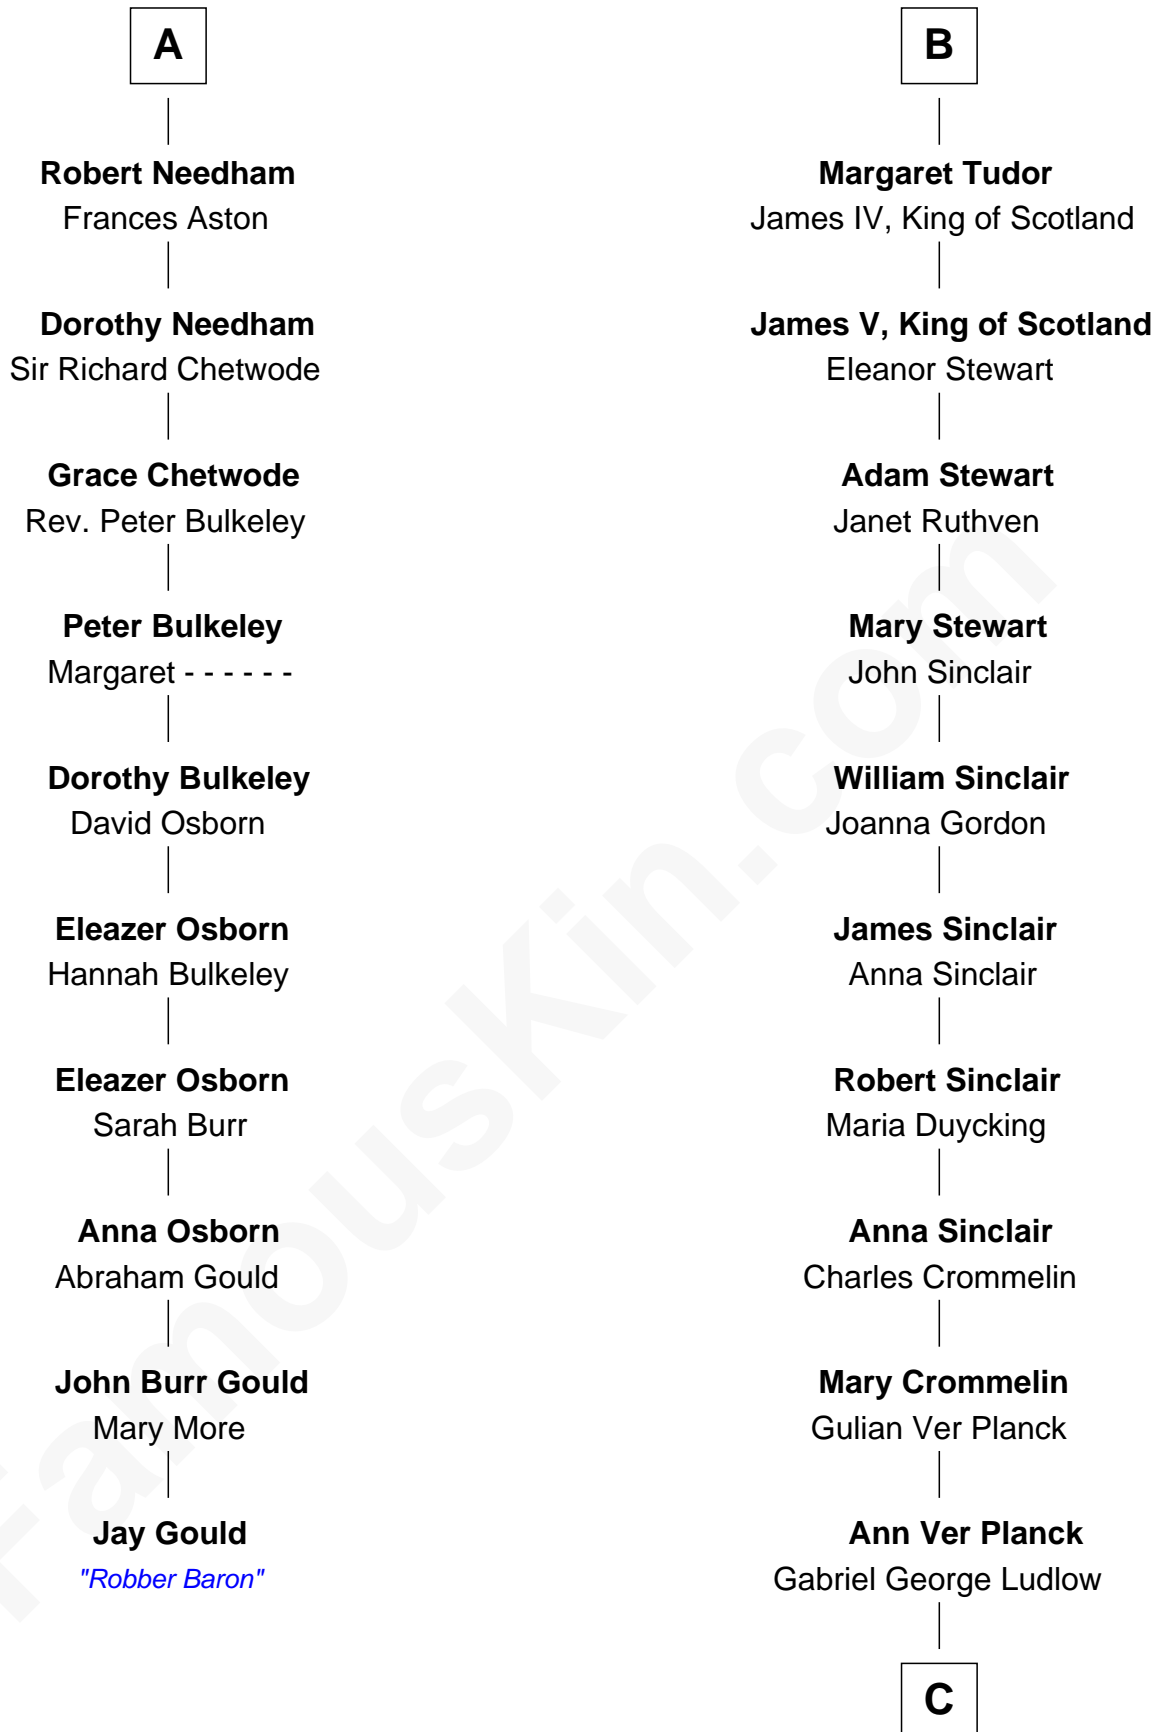 A
Robert Needham
Frances Aston
Dorothy Needham
Sir Richard Chetwode
Grace Chetwode
Rev. Peter Bulkeley
Peter Bulkeley
Margaret - - - - - -
Dorothy Bulkeley
David Osborn
Eleazer Osborn
Hannah Bulkeley
Eleazer Osborn
Sarah Burr
Anna Osborn
Abraham Gould
John Burr Gould
Mary More
Jay Gould
"Robber Baron"
B
Margaret Tudor
James IV, King of Scotland
James V, King of Scotland
Eleanor Stewart
Adam Stewart
Janet Ruthven
Mary Stewart
John Sinclair
William Sinclair
Joanna Gordon
James Sinclair
Anna Sinclair
Robert Sinclair
Maria Duycking
Anna Sinclair
Charles Crommelin
Mary Crommelin
Gulian Ver Planck
Ann Ver Planck
Gabriel George Ludlow
C
FamousKin.com